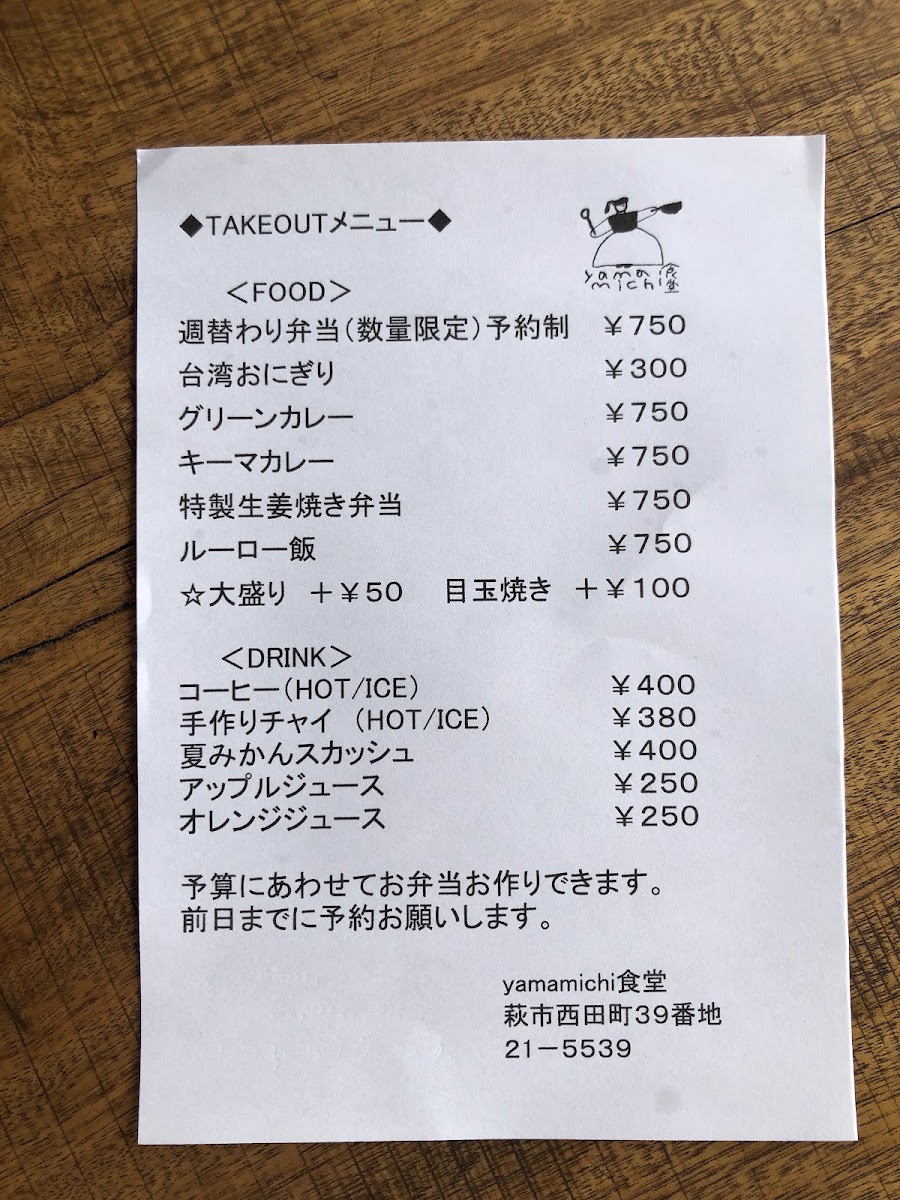 ◆TAKEOUTメニュー◆
yama食
michi堂
<FOOD>
週替わり弁当(数量限定)予約制 ￥750
台湾おにぎり ￥300
グリーンカレー ￥750
キーマカレー ￥750
特製生姜焼き弁当 ￥750
ルーロー飯 ￥750
☆大盛り ＋￥50 目玉焼き ＋￥100
<DRINK>
コーヒー(HOT/ICE) ￥400
手作りチャイ (HOT/ICE) ￥380
夏みかんスカッシュ ￥400
アップルジュース ￥250
オレンジジュース ￥250
予算にあわせてお弁当お作りできます。
前日までに予約お願いします。
yamamichi食堂
萩市西田町39番地
21－5539